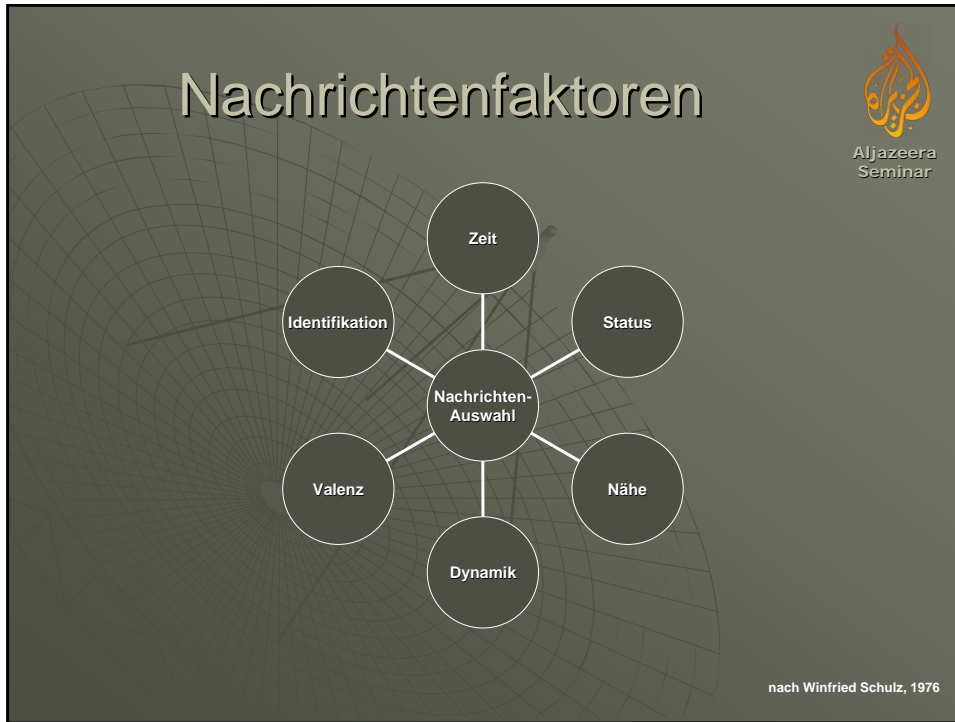 Nachrichtenfaktoren
Aljazeera
Seminar
Zeit
Identifikation
Status
Nachrichten-
Auswahl
Valenz
Nähe
Dynamik
nach Winfried Schulz, 1976